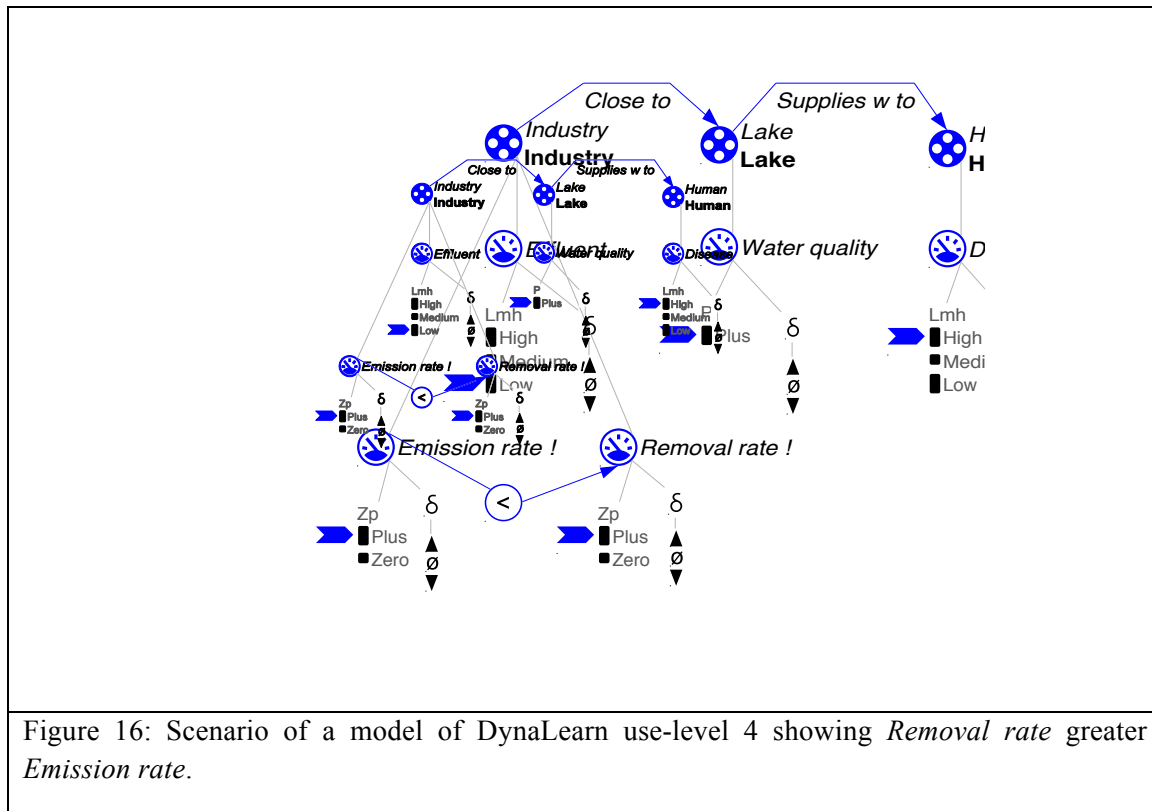 Close to
Supplies w to
Industry
Industry
Lake
Lake
H
H
Close to
Supplies w to
Industry
Industry
Lake
Lake
Human
Human
Effluent
Water quality
D
Effluent
Water quality
Disease
Lmh
High
Medium
Low
δ
ø
P
Plus
δ
ø
Lmh
High
Medium
Low
δ
ø
Lmh
High
Medium
Low
δ
ø
P
Plus
δ
ø
Lmh
High
Medi
Low
Emission rate !
<
Removal rate !
Zp
Plus
Zero
δ
ø
Zp
Plus
Zero
δ
ø
Emission rate !
<
Removal rate !
Zp
Plus
Zero
δ
ø
Zp
Plus
Zero
δ
ø
Figure 16: Scenario of a model of DynaLearn use-level 4 showing Removal rate greater
Emission rate.